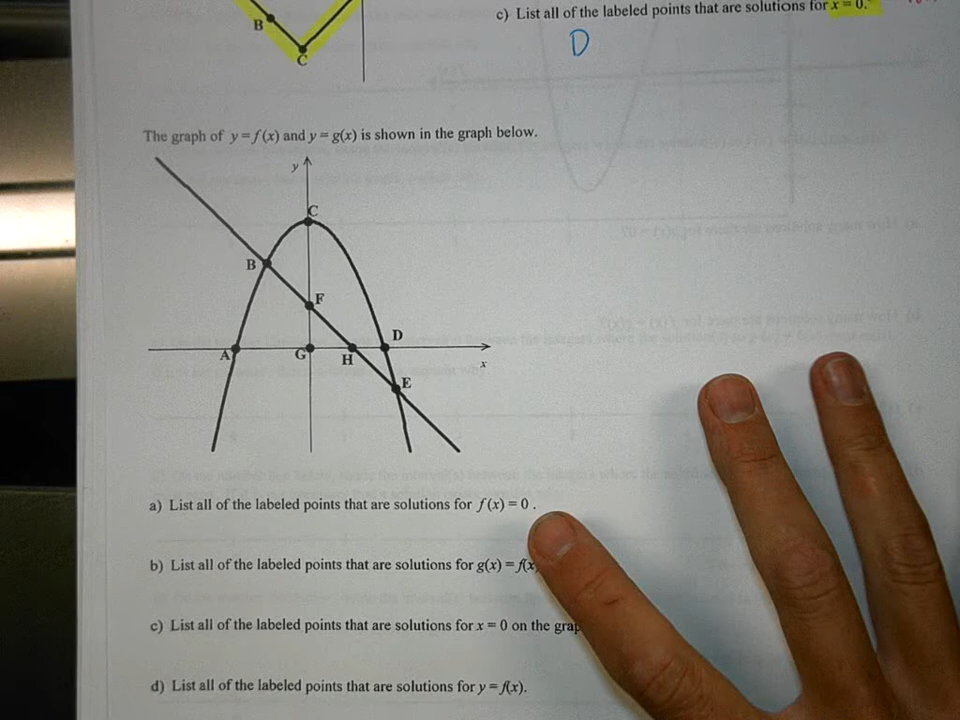 c) List all of the labeled points that are solutions for x = 0.
B
C
D
The graph of y = f(x) and y = g(x) is shown in the graph below.
y
C
B
F
D
A
G
H
x
E
a) List all of the labeled points that are solutions for f(x) = 0.
b) List all of the labeled points that are solutions for g(x) = f(x
c) List all of the labeled points that are solutions for x = 0 on the
d) List all of the labeled points that are solutions for y = f(x).